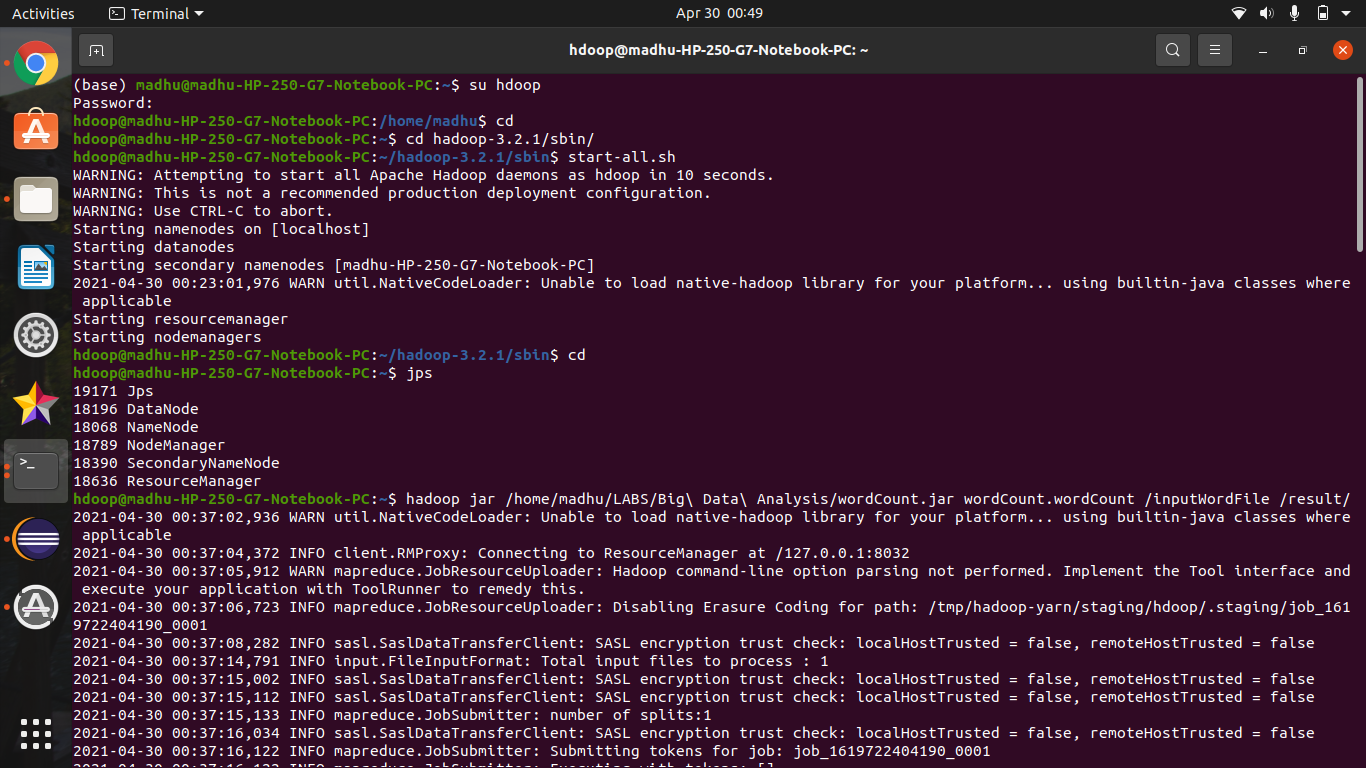 Activities Terminal Apr 30 00:49
hdoop@madhu-HP-250-G7-Notebook-PC: ~
(base) madhu@madhu-HP-250-G7-Notebook-PC:~$ su hdoop
Password:
hdoop@madhu-HP-250-G7-Notebook-PC:/home/madhu$ cd
hdoop@madhu-HP-250-G7-Notebook-PC:~$ cd hadoop-3.2.1/sbin/
hdoop@madhu-HP-250-G7-Notebook-PC:~/hadoop-3.2.1/sbin$ start-all.sh
WARNING: Attempting to start all Apache Hadoop daemons as hdoop in 10 seconds.
WARNING: This is not a recommended production deployment configuration.
WARNING: Use CTRL-C to abort.
Starting namenodes on [localhost]
Starting datanodes
Starting secondary namenodes [madhu-HP-250-G7-Notebook-PC]
2021-04-30 00:23:01,976 WARN util.NativeCodeLoader: Unable to load native-hadoop library for your platform... using builtin-java classes where
applicable
Starting resourcemanager
Starting nodemanagers
hdoop@madhu-HP-250-G7-Notebook-PC:~/hadoop-3.2.1/sbin$ cd
hdoop@madhu-HP-250-G7-Notebook-PC:~$ jps
19171 Jps
18196 DataNode
18068 NameNode
18789 NodeManager
18390 SecondaryNameNode
18636 ResourceManager
hdoop@madhu-HP-250-G7-Notebook-PC:~$ hadoop jar /home/madhu/LABS/Big\ Data\ Analysis/wordCount.jar wordCount.wordCount /inputWordFile /result/
2021-04-30 00:37:02,936 WARN util.NativeCodeLoader: Unable to load native-hadoop library for your platform... using builtin-java classes where
applicable
2021-04-30 00:37:04,372 INFO client.RMProxy: Connecting to ResourceManager at /127.0.0.1:8032
2021-04-30 00:37:05,912 WARN mapreduce.JobResourceUploader: Hadoop command-line option parsing not performed. Implement the Tool interface and
execute your application with ToolRunner to remedy this.
2021-04-30 00:37:06,723 INFO mapreduce.JobResourceUploader: Disabling Erasure Coding for path: /tmp/hadoop-yarn/staging/hdoop/.staging/job_161
9722404190_0001
2021-04-30 00:37:08,282 INFO sasl.SaslDataTransferClient: SASL encryption trust check: localHostTrusted = false, remoteHostTrusted = false
2021-04-30 00:37:14,791 INFO input.FileInputFormat: Total input files to process : 1
2021-04-30 00:37:15,002 INFO sasl.SaslDataTransferClient: SASL encryption trust check: localHostTrusted = false, remoteHostTrusted = false
2021-04-30 00:37:15,112 INFO sasl.SaslDataTransferClient: SASL encryption trust check: localHostTrusted = false, remoteHostTrusted = false
2021-04-30 00:37:15,133 INFO mapreduce.JobSubmitter: number of splits:1
2021-04-30 00:37:16,034 INFO sasl.SaslDataTransferClient: SASL encryption trust check: localHostTrusted = false, remoteHostTrusted = false
2021-04-30 00:37:16,122 INFO mapreduce.JobSubmitter: Submitting tokens for job: job_1619722404190_0001